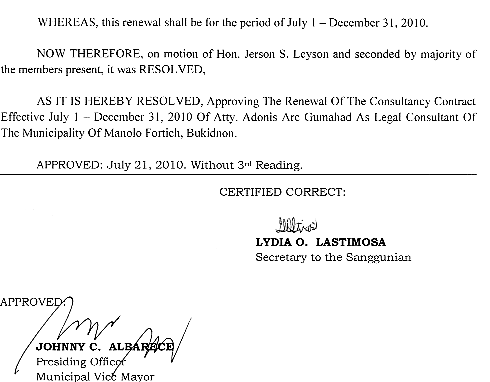 WHEREAS, this renewal shall be for the period of July 1 – December 31, 2010.
NOW THEREFORE, on motion of Hon. Jerson S. Leyson and seconded by majority of
the members present, it was RESOLVED,
AS IT IS HEREBY RESOLVED, Approving The Renewal Of The Consultancy Contract
Effective July 1 – December 31, 2010 Of Atty. Adonis Arc Gumahad As Legal Consultant Of
The Municipality Of Manolo Fortich, Bukidnon.
APPROVED: July 21, 2010. Without 3rd Reading.
CERTIFIED CORRECT:
LYDIA O. LASTIMOSA
Secretary to the Sanggunian
APPROVED:
JOHNNY C. ALBARECE
Presiding Officer
Municipal Vice Mayor